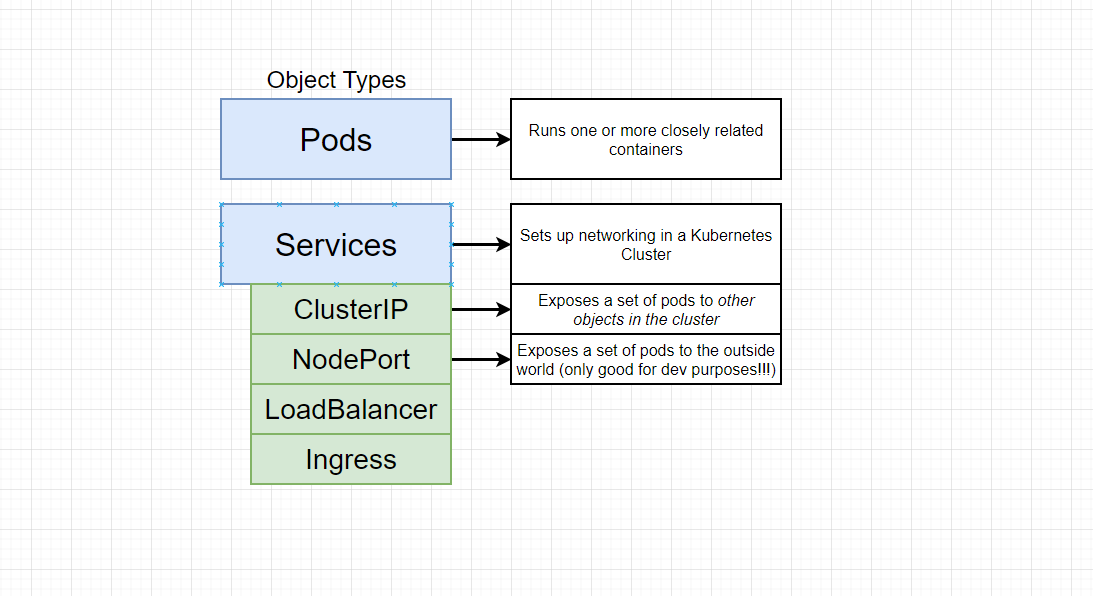 Object Types
Pods
Runs one or more closely related
containers
Services
Sets up networking in a Kubernetes
Cluster
ClusterIP
Exposes a set of pods to other
objects in the cluster
NodePort
Exposes a set of pods to the outside
world (only good for dev purposes!!!)
LoadBalancer
Ingress